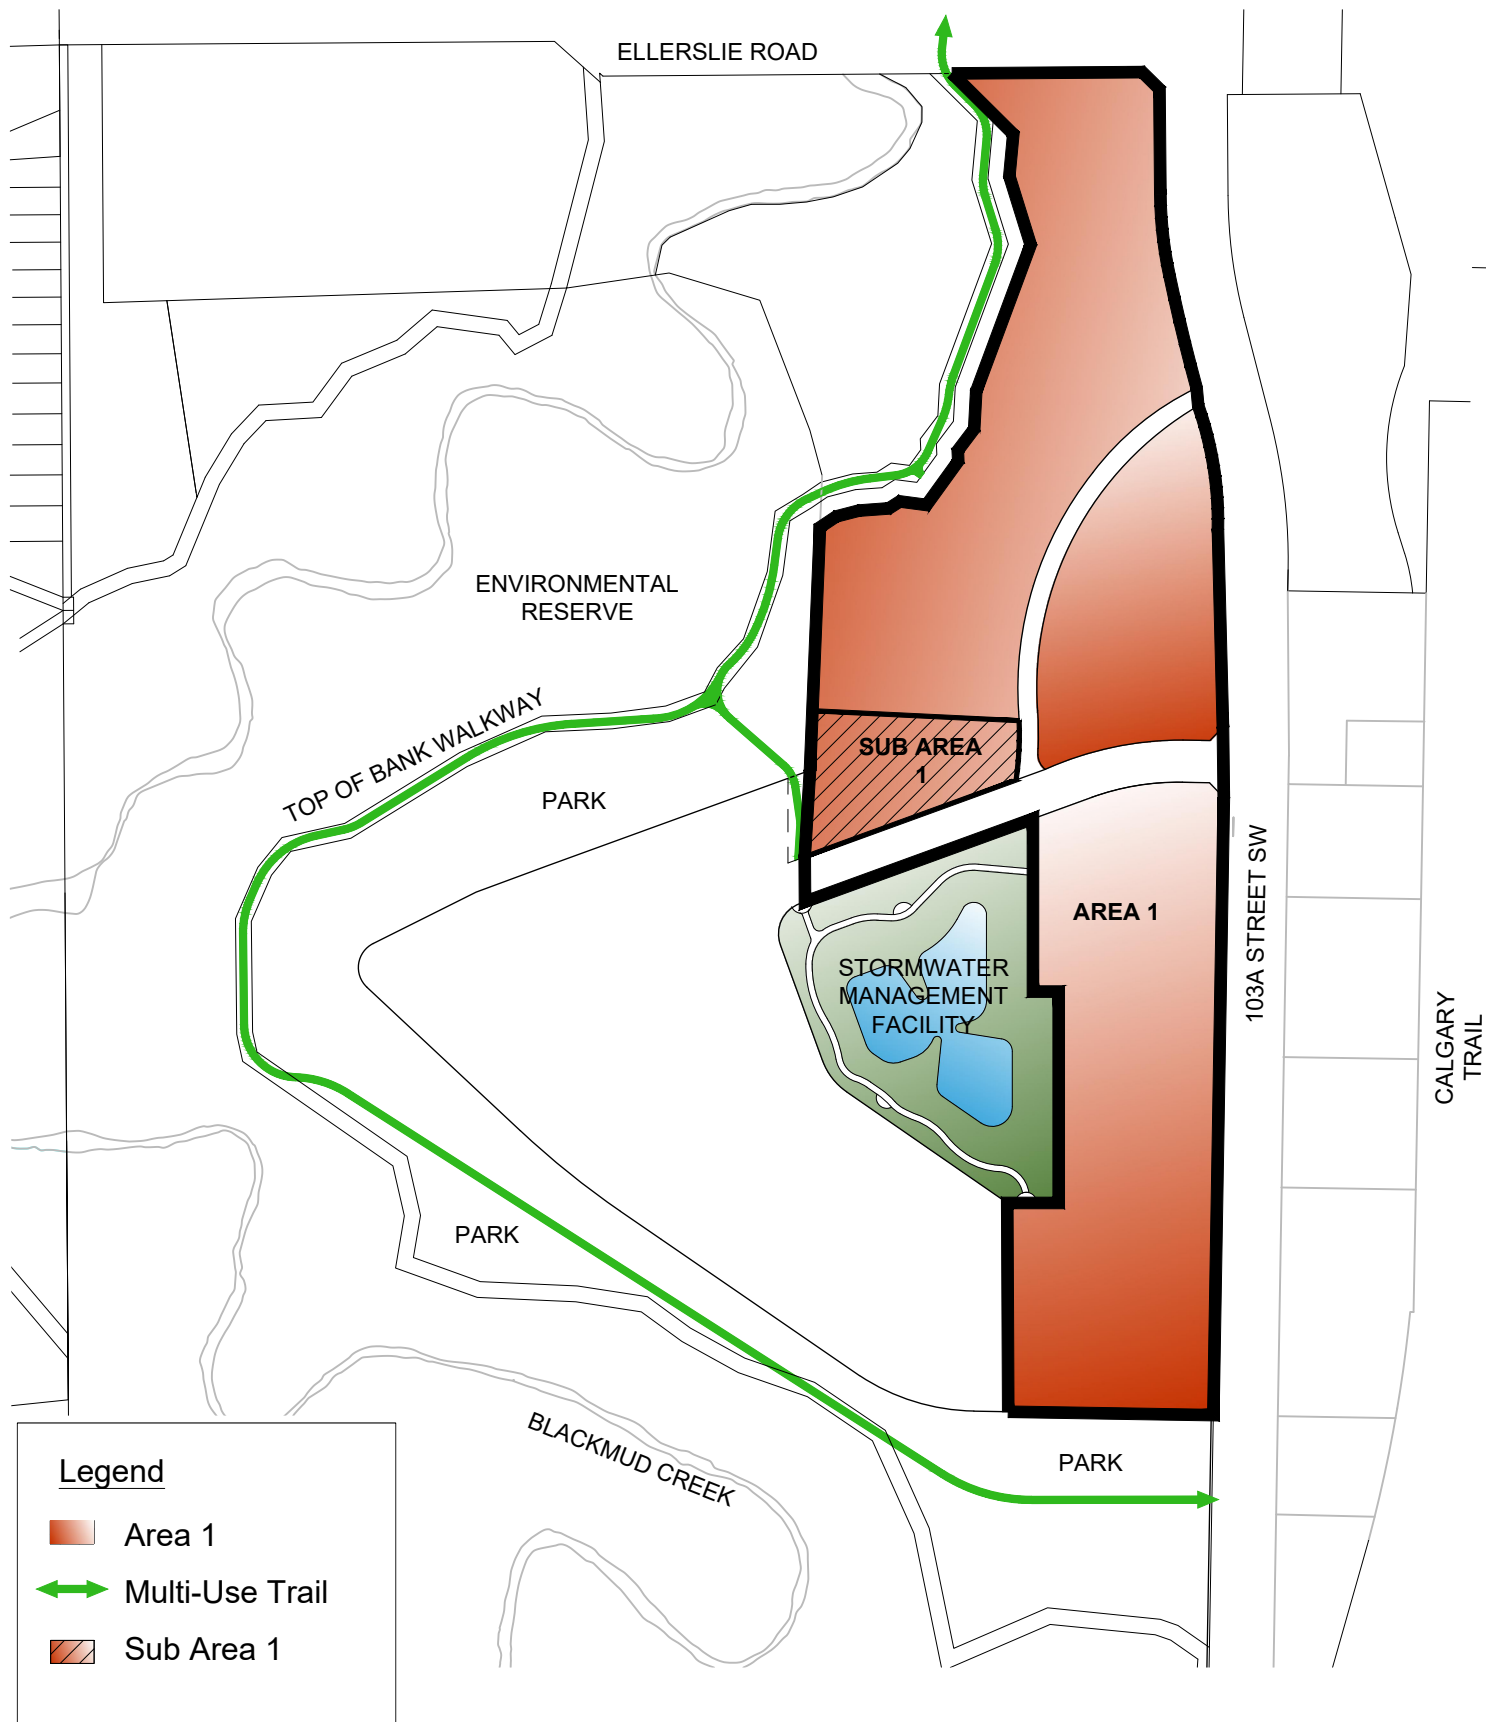 ELLERSLIE ROAD
ENVIRONMENTAL
RESERVE
TOP OF BANK WALKWAY
SUB AREA
1
PARK
103A STREET SW
AREA 1
STORMWATER
MANAGEMENT
FACILITY
CALGARY
TRAIL
PARK
BLACKMUD CREEK
PARK
Legend
Area 1
Multi-Use Trail
Sub Area 1